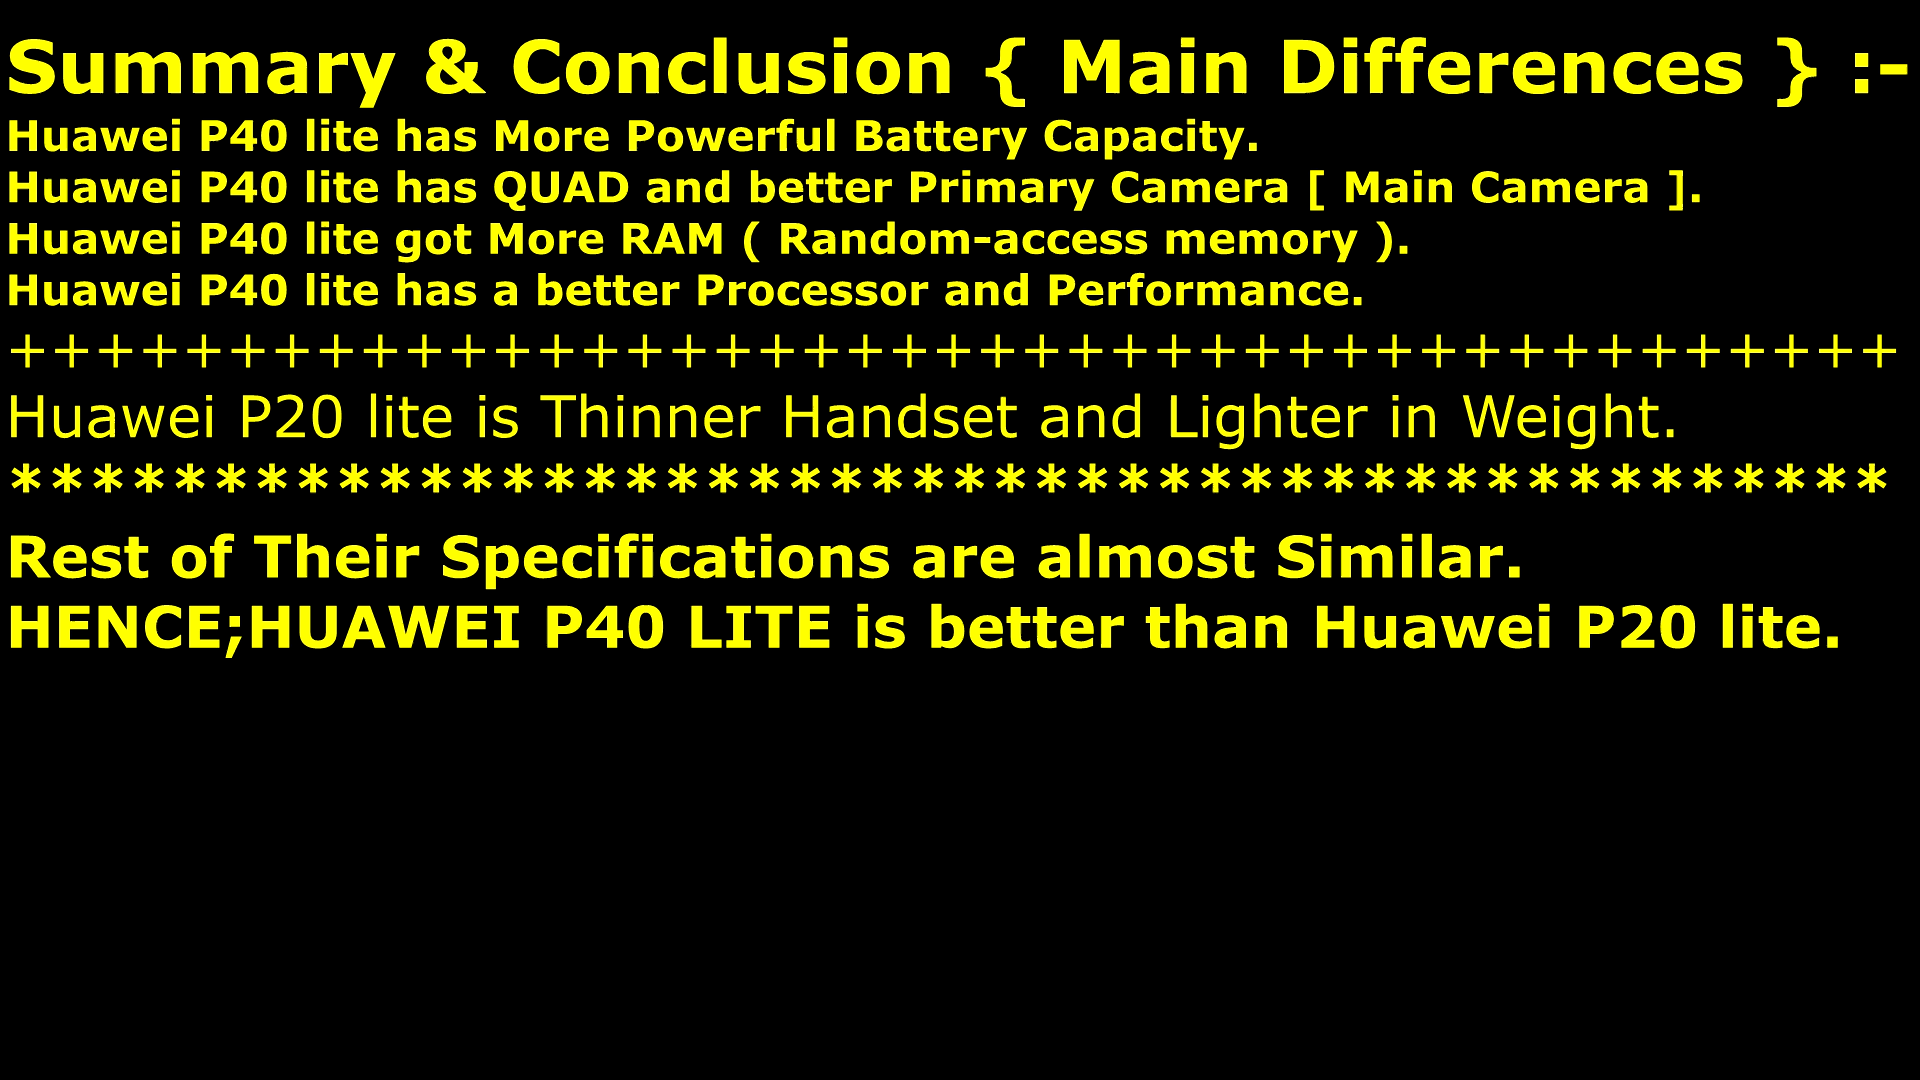 Summary & Conclusion { Main Differences } :-
Huawei P40 lite has More Powerful Battery Capacity.
Huawei P40 lite has QUAD and better Primary Camera [ Main Camera ].
Huawei P40 lite got More RAM ( Random-access memory ).
Huawei P40 lite has a better Processor and Performance.
+++++++++++++++++++++++++++++++++++++++++++
Huawei P20 lite is Thinner Handset and Lighter in Weight.
**********************************************
Rest of Their Specifications are almost Similar.
HENCE;HUAWEI P40 LITE is better than Huawei P20 lite.